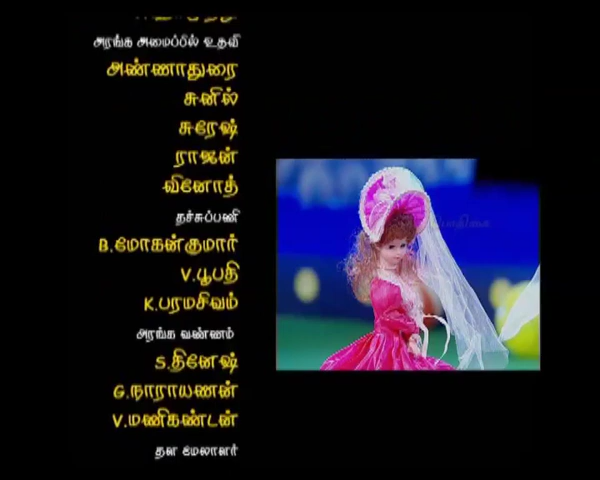 அரங்க அமைப்பில் உதவி
அண்ணாதுரை
சுனில்
சுரேஷ்
ராஜன்
வினோத்
தச்சுப்பணி
B.மோகன்குமார்
V.பூபதி
K.பரமசிவம்
அரங்க வண்ணம்
S.தினேஷ்
G.நாராயணன்
V.மணிகண்டன்
தள மேலாளர்
பொதிகை